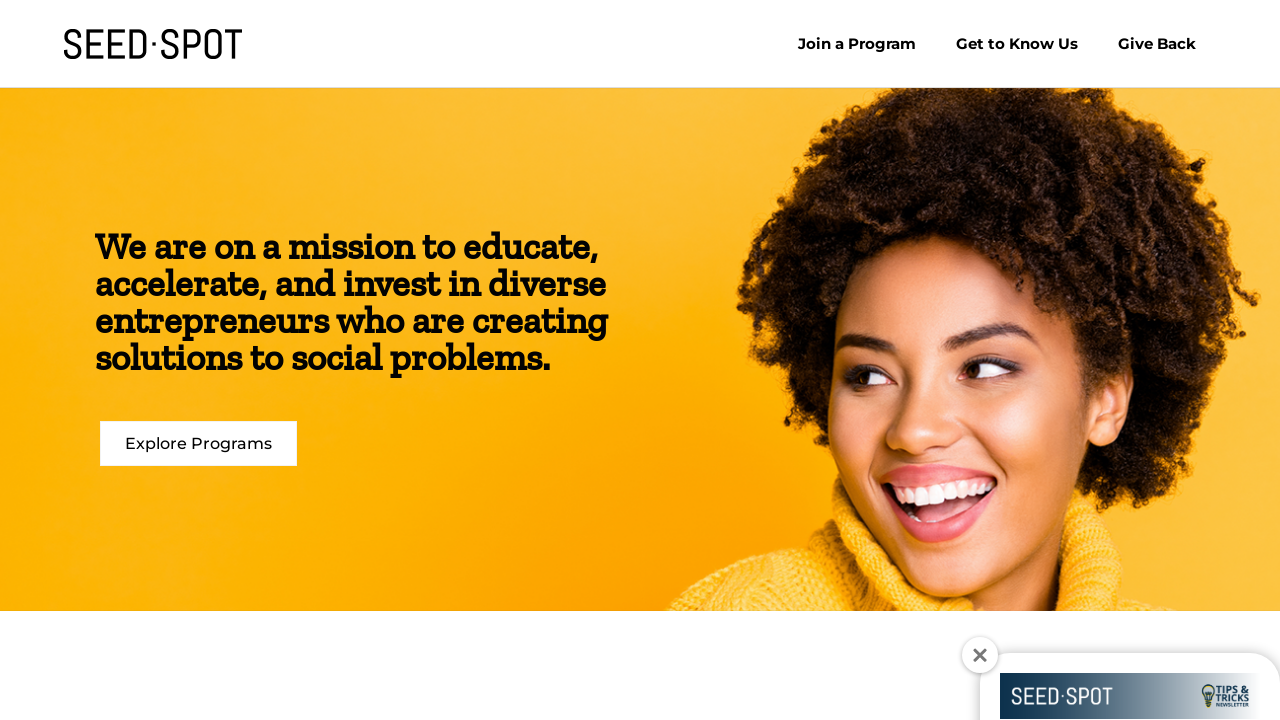 SEED·SPOT
Join a Program
Get to Know Us
Give Back
We are on a mission to educate,
accelerate, and invest in diverse
entrepreneurs who are creating
solutions to social problems.
Explore Programs
SEED·SPOT
TIPS &
TRICKS
NEWSLETTER